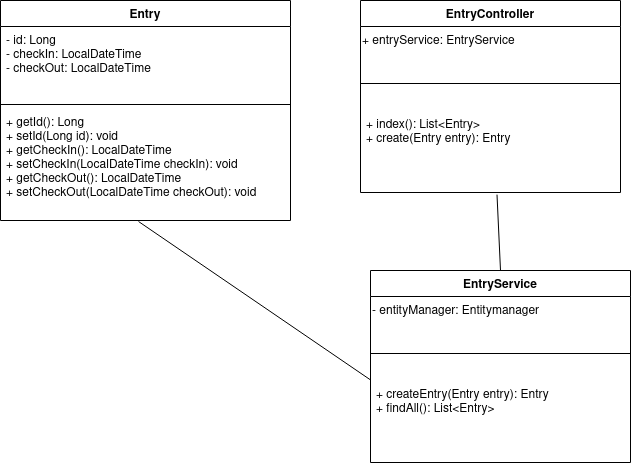 Entry
- id: Long
- checkIn: LocalDateTime
- checkOut: LocalDateTime
+ getId(): Long
+ setId(Long id): void
+ getCheckIn(): LocalDateTime
+ setCheckIn(LocalDateTime checkIn): void
+ getCheckOut(): LocalDateTime
+ setCheckOut(LocalDateTime checkOut): void
EntryController
+ entryService: EntryService
+ index(): List<Entry>
+ create(Entry entry): Entry
EntryService
- entityManager: Entitymanager
+ createEntry(Entry entry): Entry
+ findAll(): List<Entry>